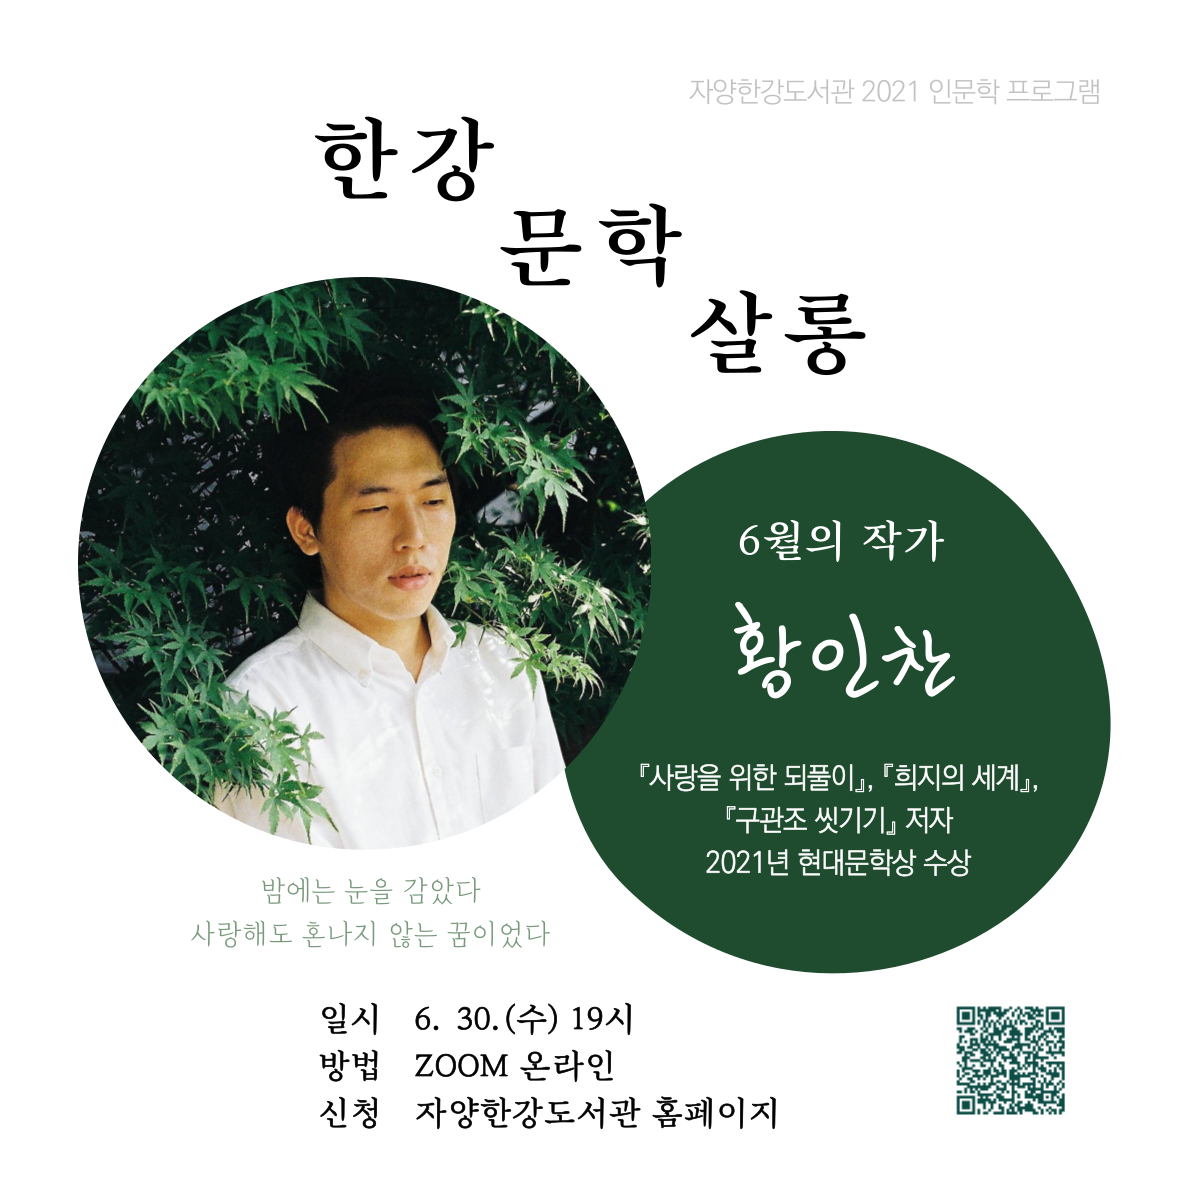 자양한강도서관 2021 인문학 프로그램
한강
문학
살롱
6월의 작가
황인찬
『사랑을 위한 되풀이』, 『희지의 세계』,
『구관조 씻기기』 저자
2021년 현대문학상 수상
밤에는 눈을 감았다
사랑해도 혼나지 않는 꿈이었다
일시 6. 30.(수) 19시
방법 ZOOM 온라인
신청 자양한강도서관 홈페이지